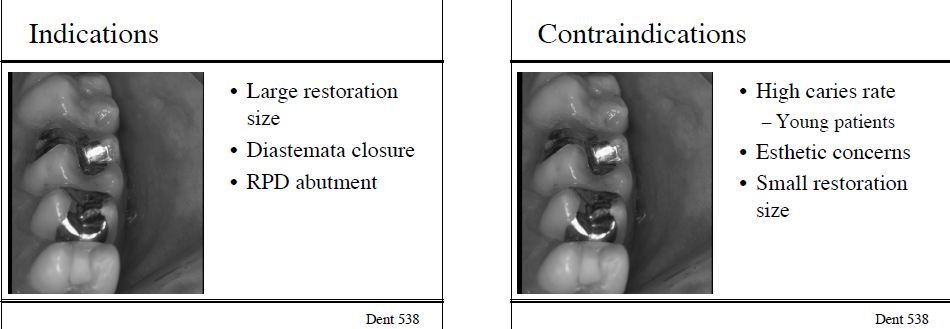 Indications
• Large restoration
size
• Diastemata closure
• RPD abutment
Dent 538
Contraindications
• High caries rate
– Young patients
• Esthetic concerns
• Small restoration
size
Dent 538